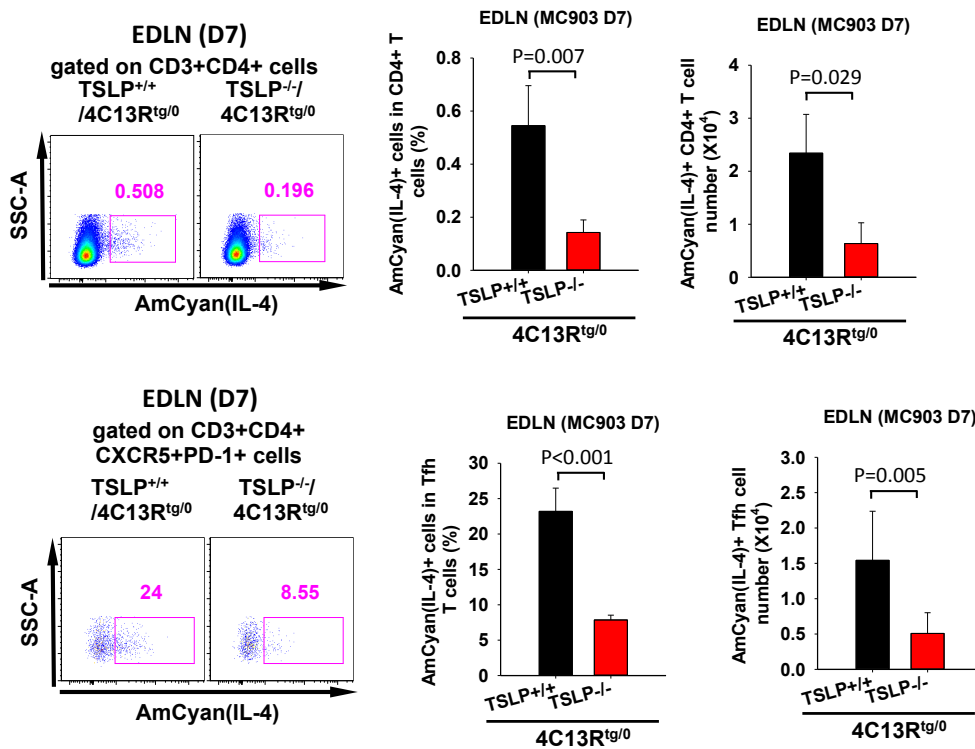 EDLN (D7)
gated on CD3+CD4+ cells
TSLP+/+
/4C13Rtg/0
TSLP-/-/
4C13Rtg/0
SSC-A
0.508
0.196
AmCyan(IL-4)
EDLN (MC903 D7)
P=0.007
AmCyan(IL-4)+ cells in CD4+ T
cells (%)
0.8
0.6
0.4
0.2
0.0
TSLP+/+
TSLP-/-
4C13Rtg/0
EDLN (MC903 D7)
P=0.029
AmCyan(IL-4)+ CD4+ T cell
number (X104)
4
3
2
1
0
TSLP+/+
TSLP-/-
4C13Rtg/0
EDLN (D7)
gated on CD3+CD4+
CXCR5+PD-1+ cells
TSLP+/+
/4C13Rtg/0
TSLP-/-/
4C13Rtg/0
SSC-A
24
8.55
AmCyan(IL-4)
EDLN (MC903 D7)
P<0.001
AmCyan(IL-4)+ cells in Tfh
T cells (%)
30
25
20
15
10
5
0
TSLP+/+
TSLP-/-
4C13Rtg/0
EDLN (MC903 D7)
P=0.005
AmCyan(IL-4)+ Tfh cell
number (X104)
3.0
2.5
2.0
1.5
1.0
0.5
0.0
TSLP+/+
TSLP-/-
4C13Rtg/0